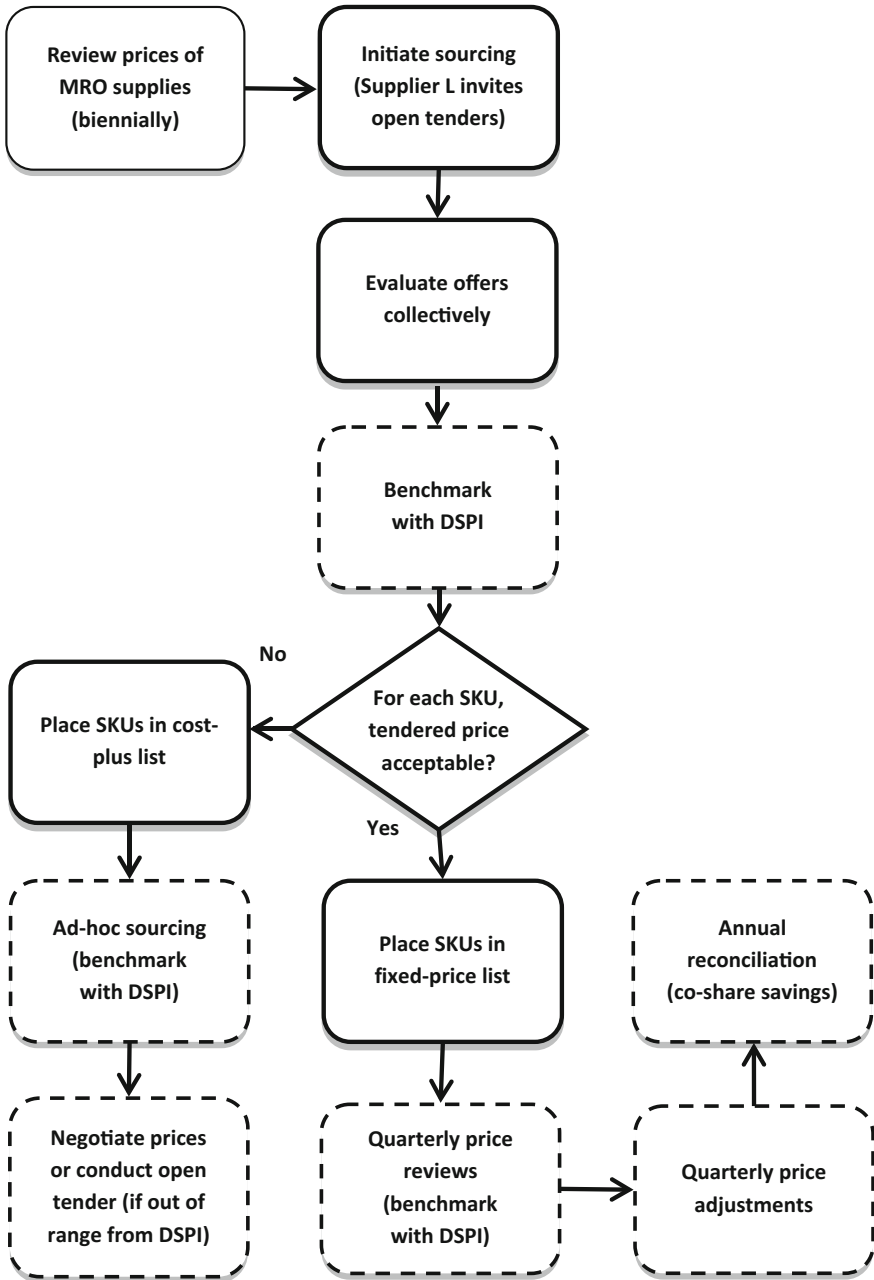 Review prices of
MRO supplies
(biennially)
Initiate sourcing
(Supplier L invites
open tenders)
Evaluate offers
collectively
Benchmark
with DSPI
No
For each SKU,
tendered price
acceptable?
Place SKUs in cost-
plus list
Yes
Ad-hoc sourcing
(benchmark
with DSPI)
Place SKUs in
fixed-price list
Annual
reconciliation
(co-share savings)
Negotiate prices
or conduct open
tender (if out of
range from DSPI)
Quarterly price
reviews
(benchmark
with DSPI)
Quarterly price
adjustments